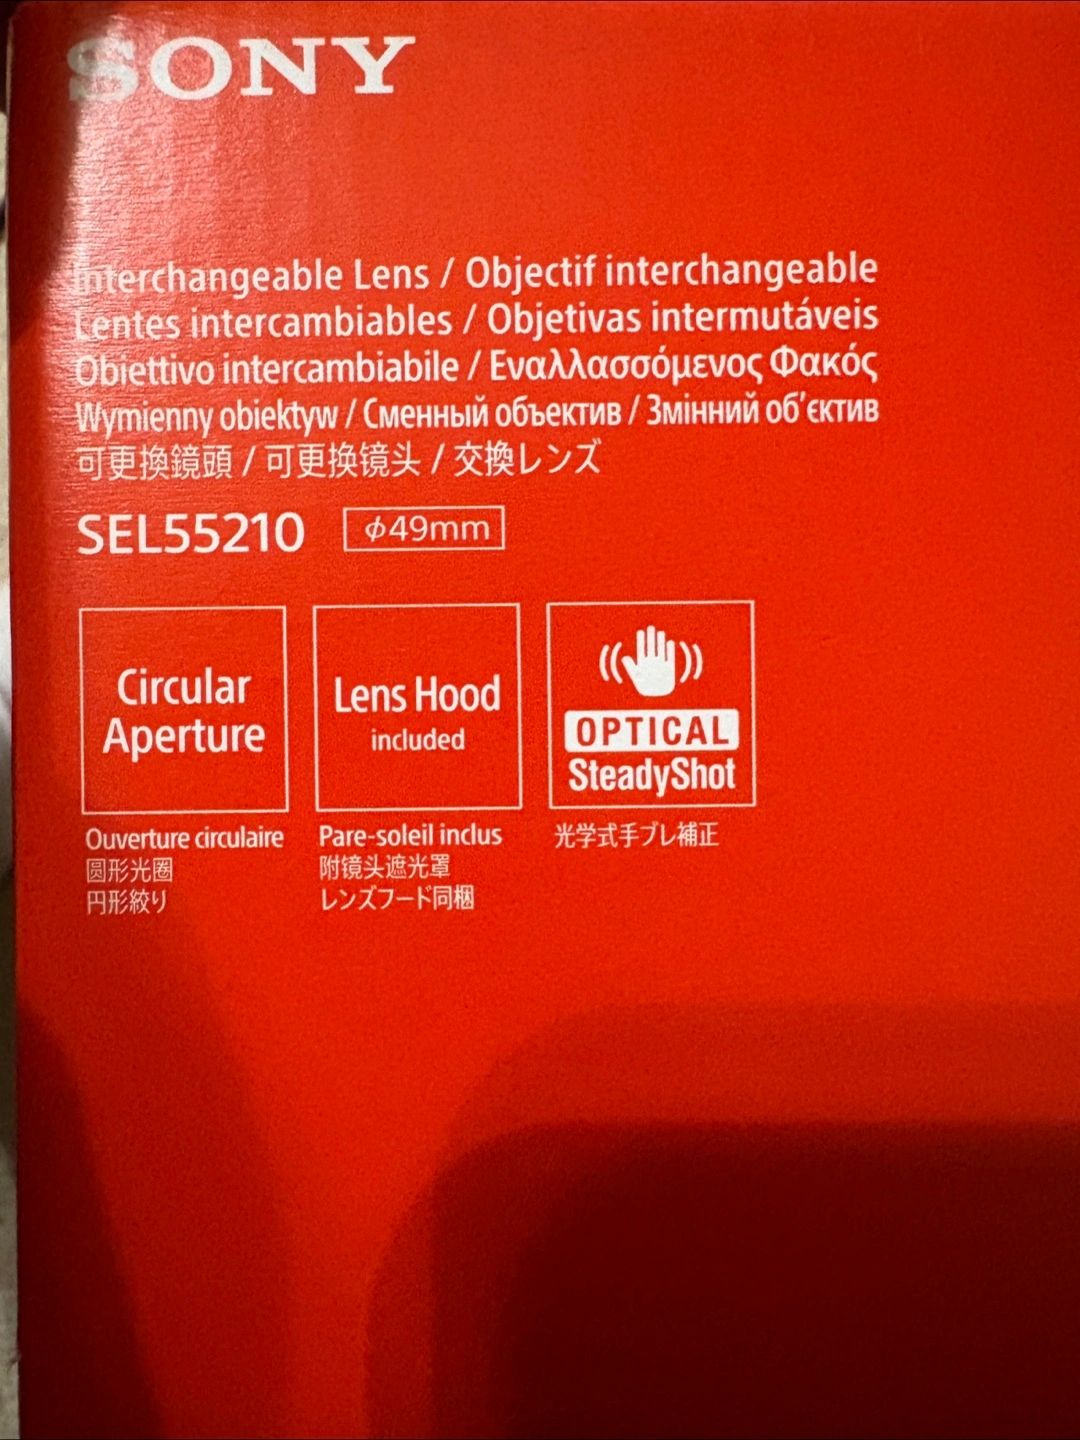 SONY
Interchangeable Lens / Objectif interchangeable
Lentes intercambiables / Objetivas intermutáveis
Obiettivo intercambiabile / Εναλλασσόμενος Φακός
Wymienny obiektyw / Сменный объектив / Змінний об'єктив
可更換鏡頭 / 可更换镜头 / 交換レンズ
SEL55210 ϕ49mm
Circular
Aperture
Ouverture circulaire
圆形光圈
円形絞り
Lens Hood
included
Pare-soleil inclus
附镜头遮光罩
レンズフード同梱
OPTICAL
SteadyShot
光学式手ブレ補正